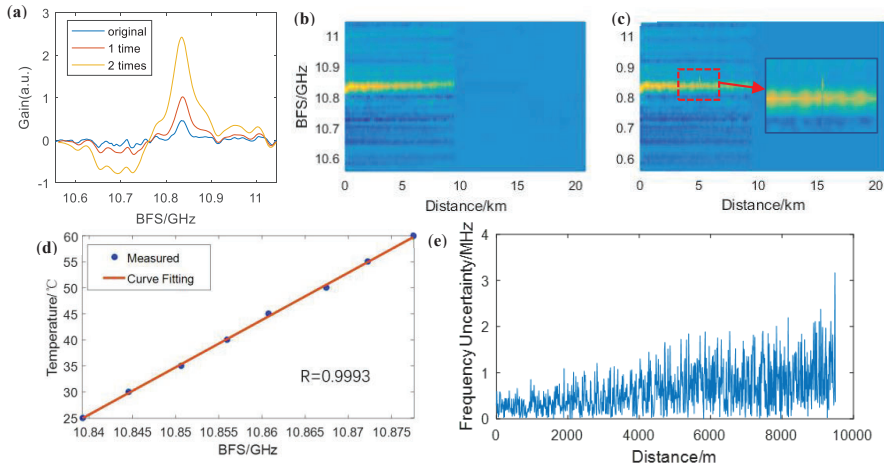 (a)
3
2
1
0
-1
Gain(a.u.)
original
1 time
2 times
10.6 10.7 10.8 10.9 11
BFS/GHz
(b)
11
10.9
10.8
10.7
10.6
BFS/GHz
0 5 10 15 20
Distance/km
(c)
11
10.9
10.8
10.7
10.6
0 5 10 15 20
Distance/km
(d)
60
55
50
45
40
35
30
25
Temperature/℃
Measured
Curve Fitting
R=0.9993
10.84 10.845 10.85 10.855 10.86 10.865 10.87 10.875
BFS/GHz
(e)
4
3
2
1
0
Frequency Uncertainty/MHz
0 2000 4000 6000 8000 10000
Distance/m